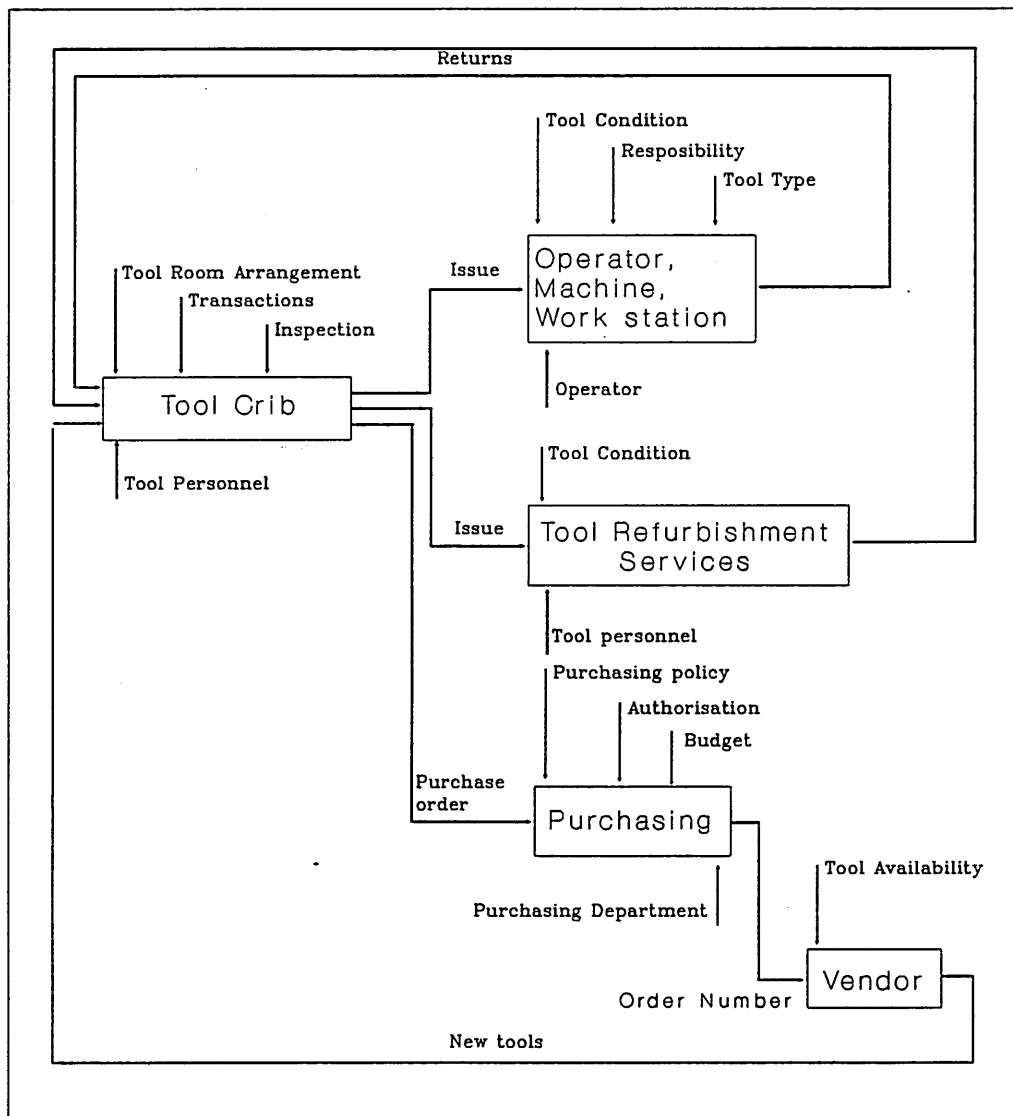 Returns
Tool Condition
Resposibility
Tool Type
Operator,
Machine,
Work station
Issue
Tool Room Arrangement
Transactions
Inspection
Tool Crib
Operator
Tool Personnel
Tool Condition
Issue
Tool Refurbishment
Services
Tool personnel
Purchasing policy
Authorisation
Budget
Purchase
order
Purchasing
Tool Availability
Purchasing Department
Vendor
Order Number
New tools